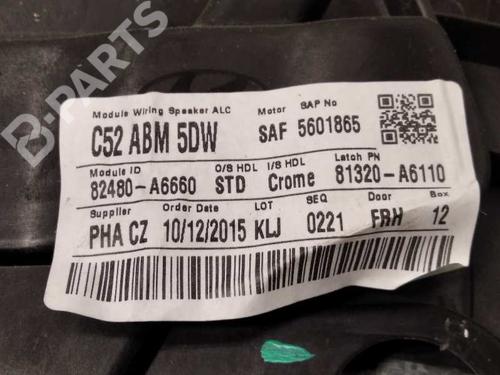 B-PARTS
Module Wiring Speaker ALC Motor SAP No
C52 ABM 5DW SAF 5601865
Module ID O/S HDL I/S HDL Latch PN
82480-A6660 STD Crome 81320-A6110
Supplier Order Date LOT SEQ Door Box
PHA CZ 10/12/2015 KLJ 0221 FRH 12